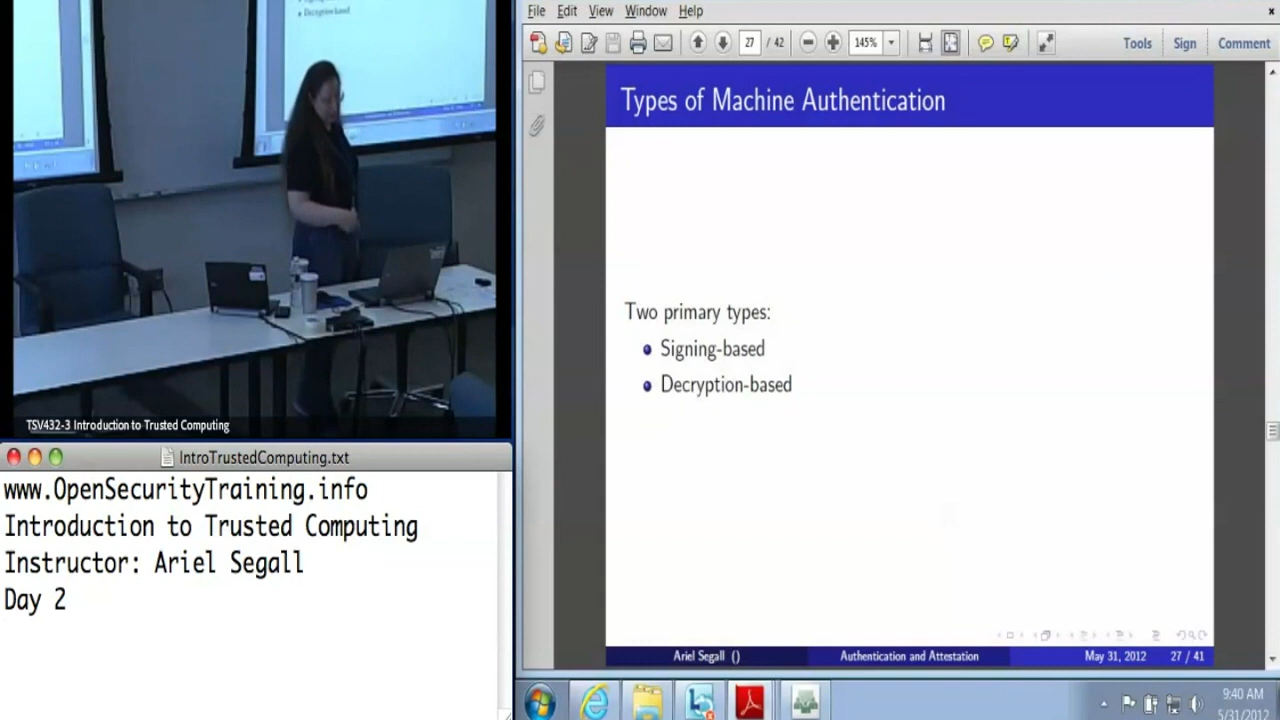 Decryption-based
TSV432-3 Introduction to Trusted Computing
IntroTrustedComputing.txt
www.OpenSecurityTraining.info
Introduction to Trusted Computing
Instructor: Ariel Segall
Day 2
File Edit View Window Help
27 / 42
145%
Tools Sign Comment
Types of Machine Authentication
Two primary types:
Signing-based
Decryption-based
Ariel Segall () Authentication and Attestation May 31, 2012 27 / 41
9:40 AM
5/31/2012